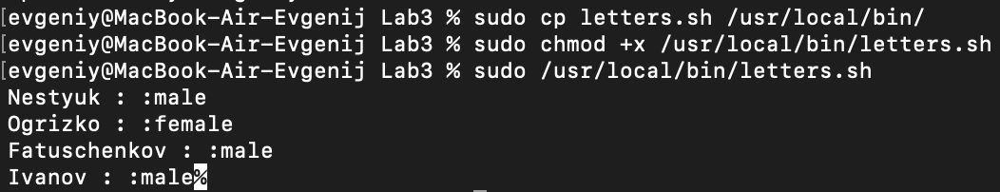 [evgeniy@MacBook-Air-Evgenij Lab3 % sudo cp letters.sh /usr/local/bin/
[evgeniy@MacBook-Air-Evgenij Lab3 % sudo chmod +x /usr/local/bin/letters.sh
[evgeniy@MacBook-Air-Evgenij Lab3 % sudo /usr/local/bin/letters.sh
Nestyuk : :male
Ogrizko : :female
Fatuschenkov : :male
Ivanov : :male%